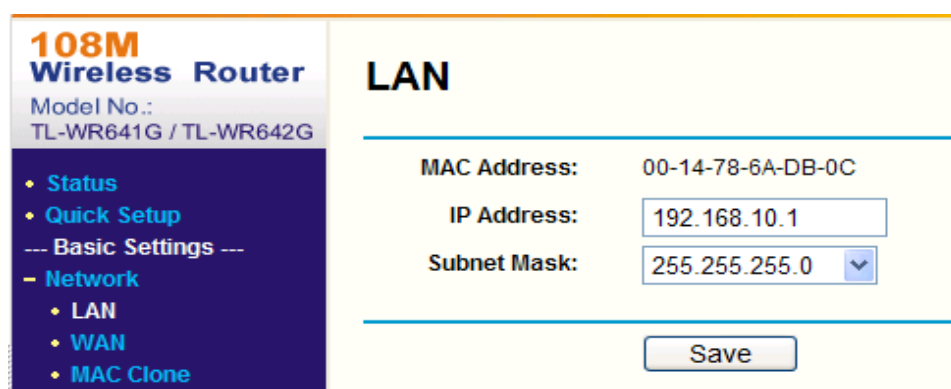 108M
Wireless Router
Model No.:
TL-WR641G / TL-WR642G
• Status
• Quick Setup
--- Basic Settings ---
– Network
• LAN
• WAN
• MAC Clone
LAN
MAC Address: 00-14-78-6A-DB-0C
IP Address: 192.168.10.1
Subnet Mask: 255.255.255.0
Save